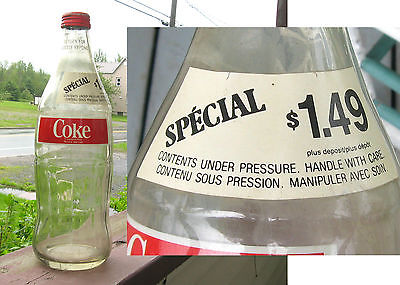 SPÉCIAL
Coke
SPÉCIAL $1.49
plus deposit/plus dépôt
CONTENTS UNDER PRESSURE. HANDLE WITH CARE
CONTENU SOUS PRESSION. MANIPULER AVEC SOIN
C